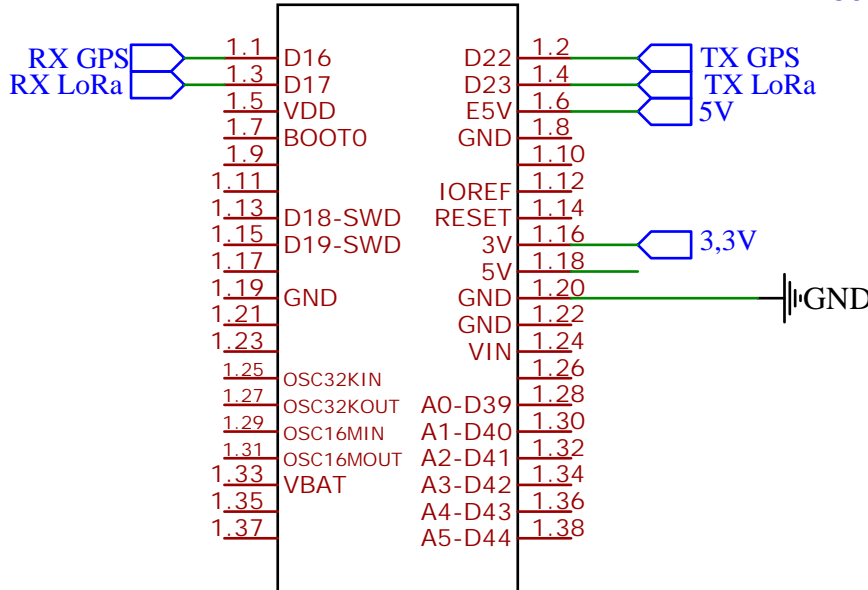 RX GPS 1.1 D16 D22 1.2 TX GPS
RX LoRa 1.3 D17 D23 1.4 TX LoRa
1.5 VDD E5V 1.6 5V
1.7 BOOT0 GND 1.8
1.9 1.10
1.11 IOREF 1.12
1.13 D18-SWD RESET 1.14
1.15 D19-SWD 3V 1.16 3,3V
1.17 5V 1.18
1.19 GND GND 1.20 GND
1.21 GND 1.22
1.23 VIN 1.24
1.25 OSC32KIN 1.26
1.27 OSC32KOUT A0-D39 1.28
1.29 OSC16MIN A1-D40 1.30
1.31 OSC16MOUT A2-D41 1.32
1.33 VBAT A3-D42 1.34
1.35 A4-D43 1.36
1.37 A5-D44 1.38